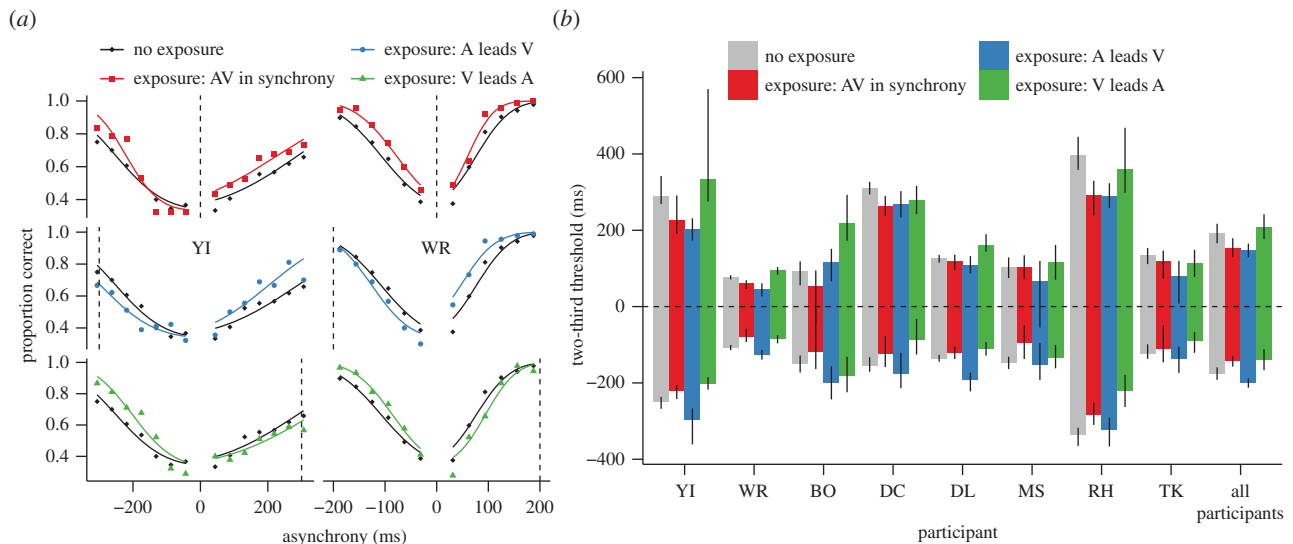 (a)
no exposure
exposure: A leads V
exposure: AV in synchrony
exposure: V leads A
1.0
0.8
0.6
0.4
1.0
0.8
0.6
0.4
1.0
0.8
0.6
0.4
proportion correct
YI
WR
−200 0 200
−200 −100 0 100 200
asynchrony (ms)
(b)
no exposure
exposure: A leads V
exposure: AV in synchrony
exposure: V leads A
600
400
200
0
−200
−400
two-third threshold (ms)
YI WR BO DC DL MS RH TK all
participants
participant